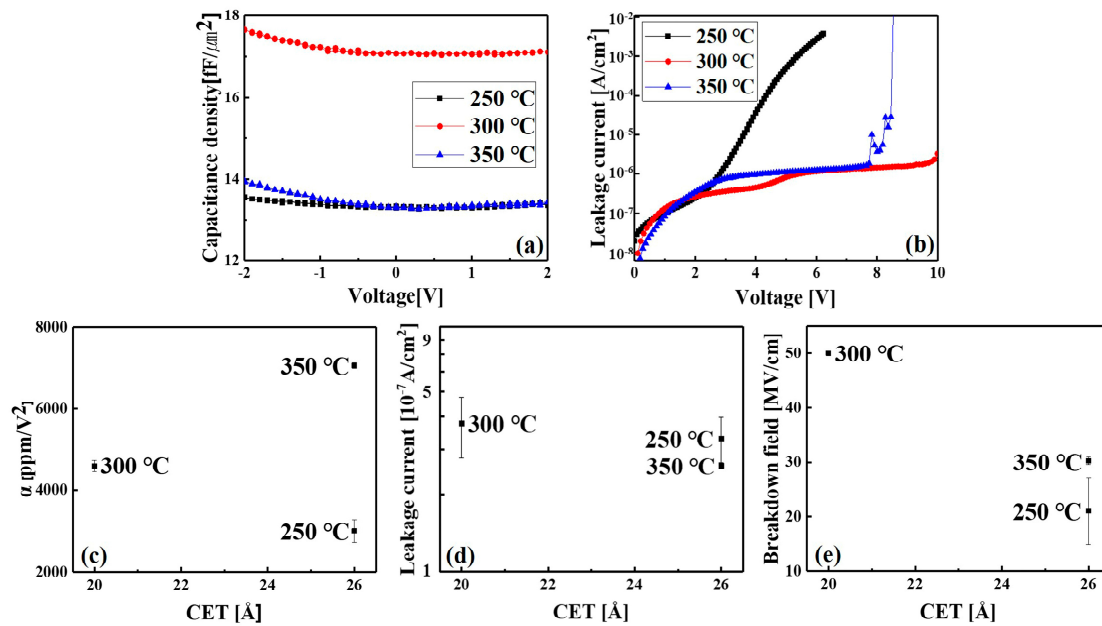 Capacitance density[fF/μm²]
18
16
14
12
250 °C
300 °C
350 °C
(a)
-2
-1
0
1
2
Voltage[V]
Leakage current [A/cm²]
10⁻²
10⁻³
10⁻⁴
10⁻⁵
10⁻⁶
10⁻⁷
10⁻⁸
250 °C
300 °C
350 °C
(b)
0
2
4
6
8
10
Voltage [V]
α [ppm/V²]
8000
6000
4000
2000
350 °C
300 °C
250 °C
(c)
20
22
24
26
CET [Å]
Leakage current [10⁻⁷A/cm²]
9
5
1
300 °C
250 °C
350 °C
(d)
20
22
24
26
CET [Å]
Breakdown field [MV/cm]
50
40
30
20
10
300 °C
350 °C
250 °C
(e)
20
22
24
26
CET [Å]